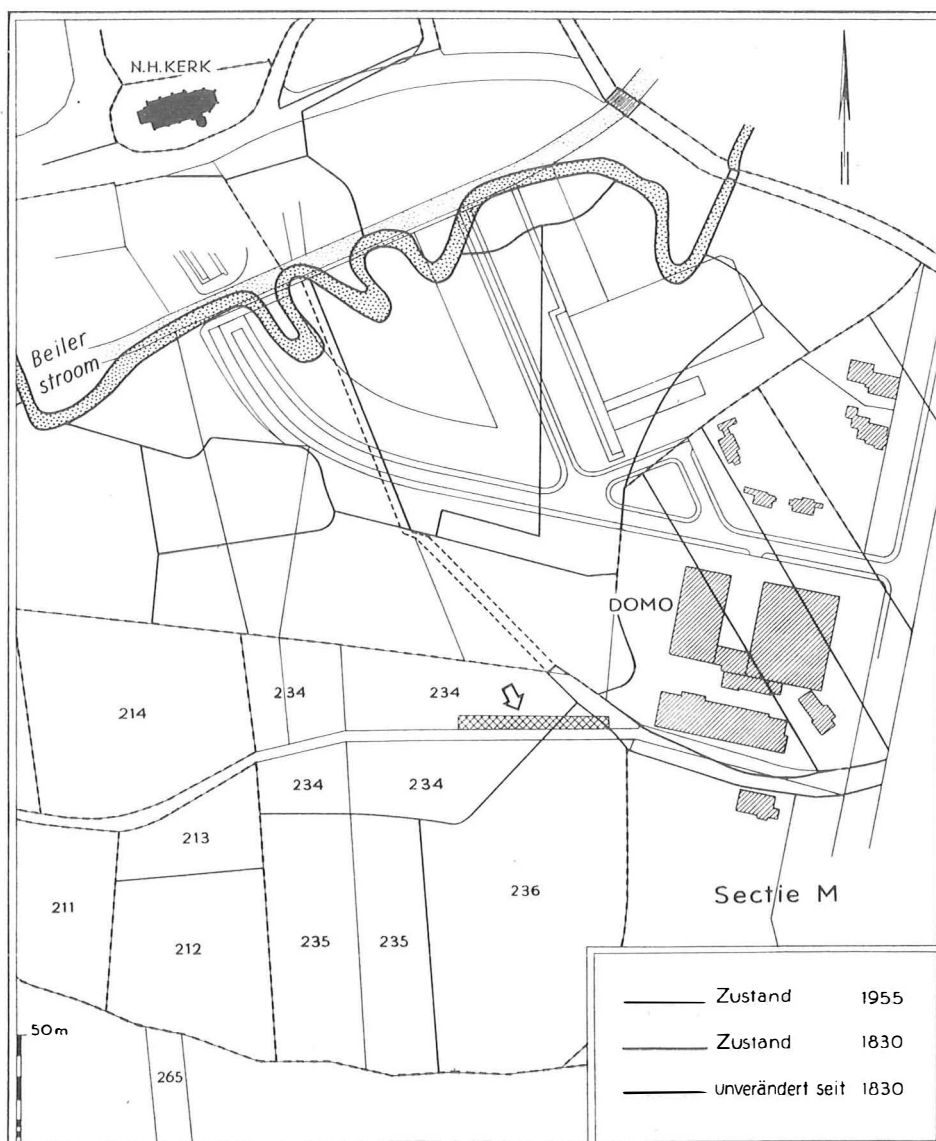 N.H.KERK
Beiler
stroom
DOMO
234
234
214
234
234
213
211
236
Sectie M
212
235
235
Zustand 1955
50m
Zustand 1830
265
unverändert seit 1830